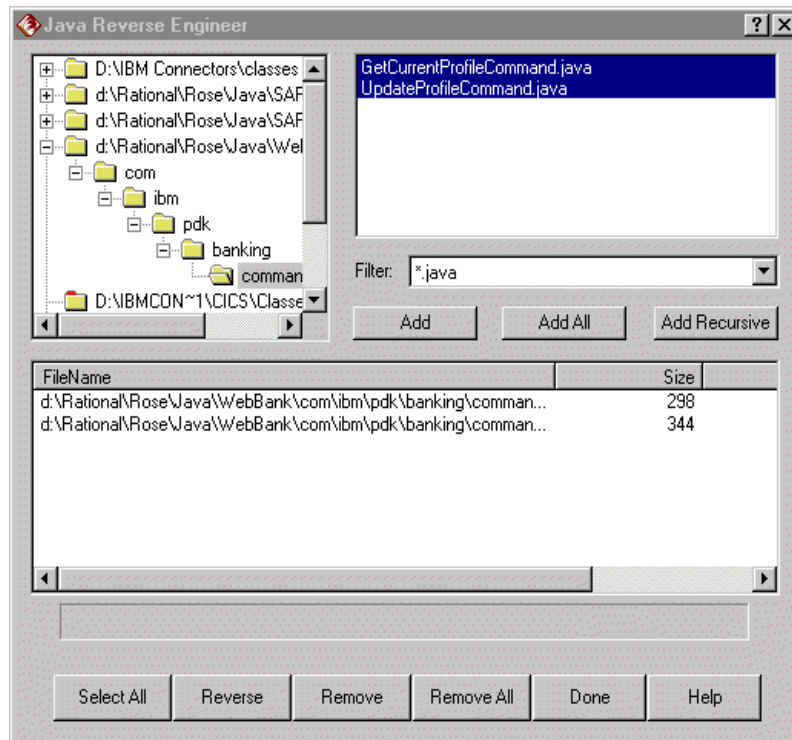 Java Reverse Engineer
D:\IBM Connectors\classes
d:\Rational\Rose\Java\SAP
d:\Rational\Rose\Java\SAP
d:\Rational\Rose\Java\Wel
com
ibm
pdk
banking
comman
D:\IBMCON~1\CICS\Classe
GetCurrentProfileCommand.java
UpdateProfileCommand.java
Filter:
*.java
Add
Add All
Add Recursive
FileName
Size
d:\Rational\Rose\Java\WebBank\com\ibm\pdk\banking\comman... 298
d:\Rational\Rose\Java\WebBank\com\ibm\pdk\banking\comman... 344
Select All
Reverse
Remove
Remove All
Done
Help